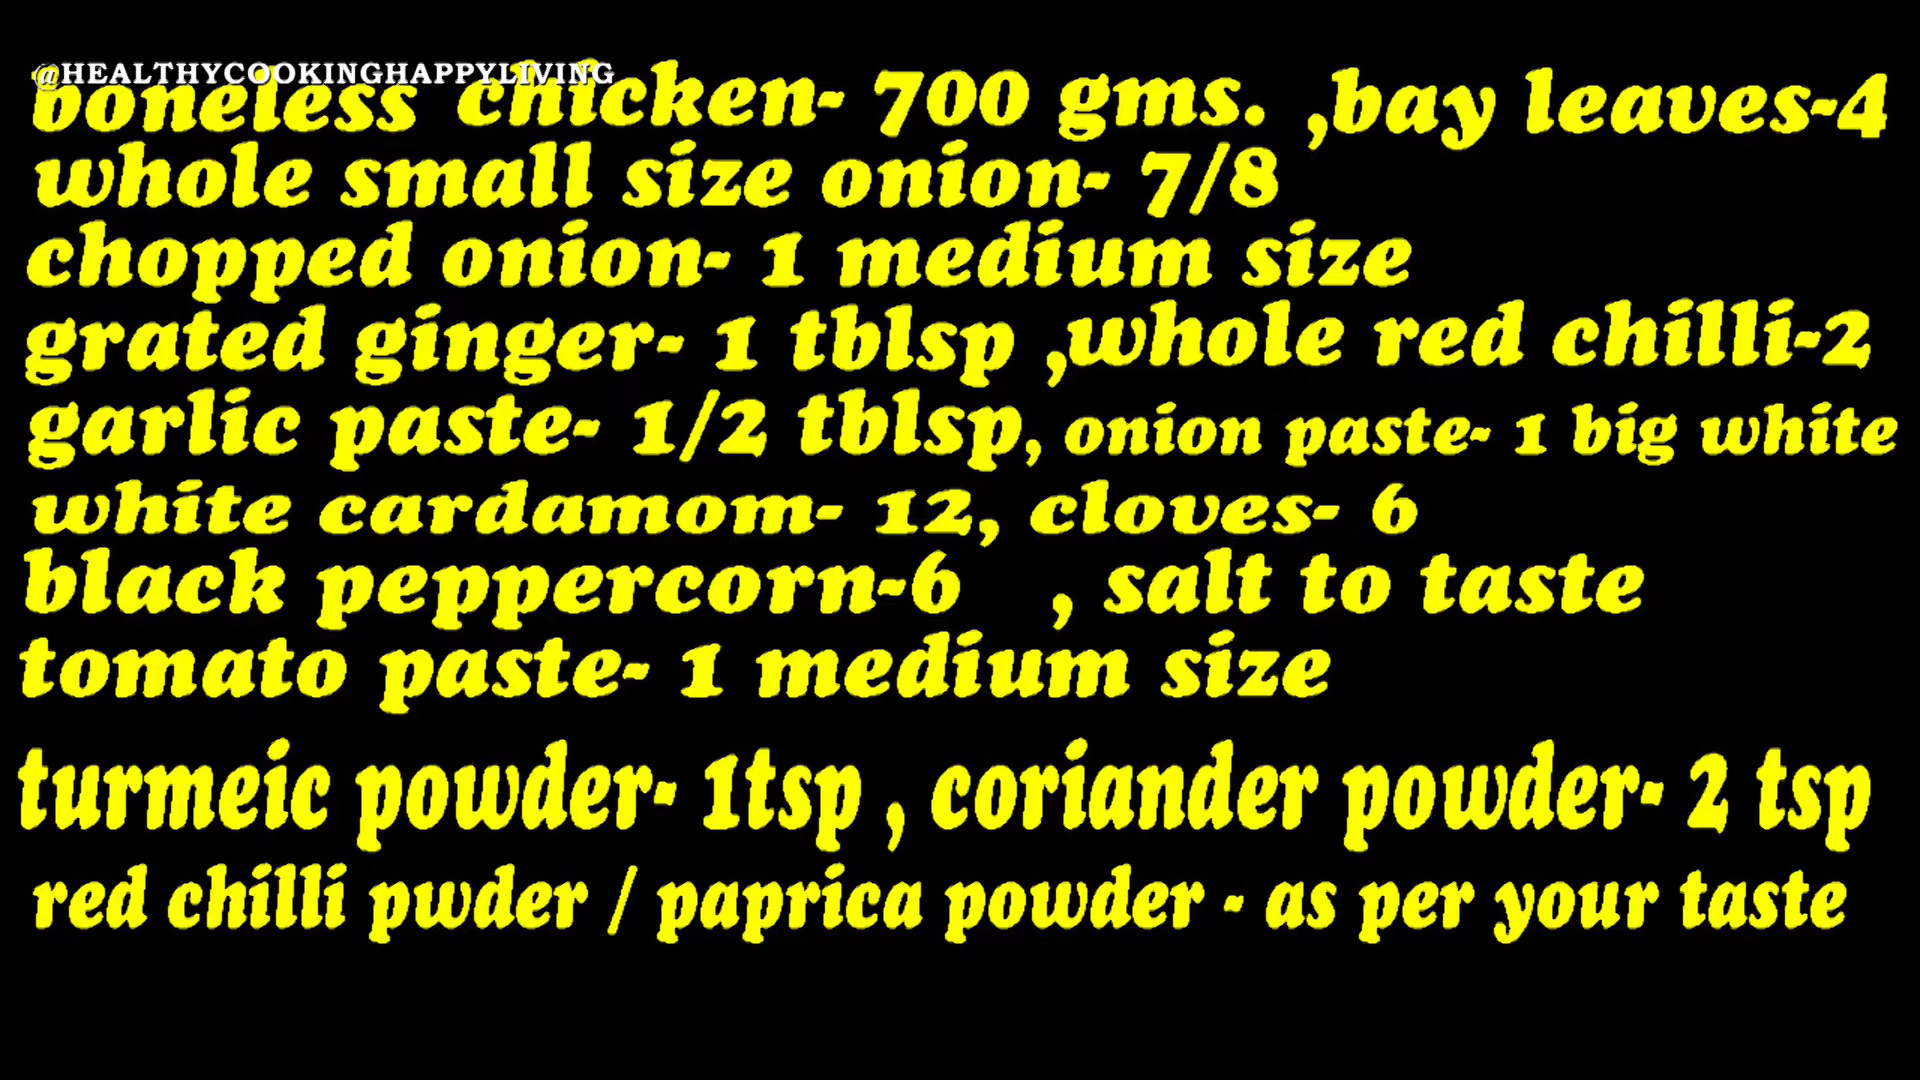 @HEALTHYCOOKINGHAPPYLIVING
boneless chicken- 700 gms. ,bay leaves-4
whole small size onion- 7/8
chopped onion- 1 medium size
grated ginger- 1 tblsp ,whole red chilli-2
garlic paste- 1/2 tblsp, onion paste- 1 big white
white cardamom- 12, cloves- 6
black peppercorn-6 , salt to taste
tomato paste- 1 medium size
turmeic powder- 1tsp , coriander powder- 2 tsp
red chilli pwder / paprica powder - as per your taste